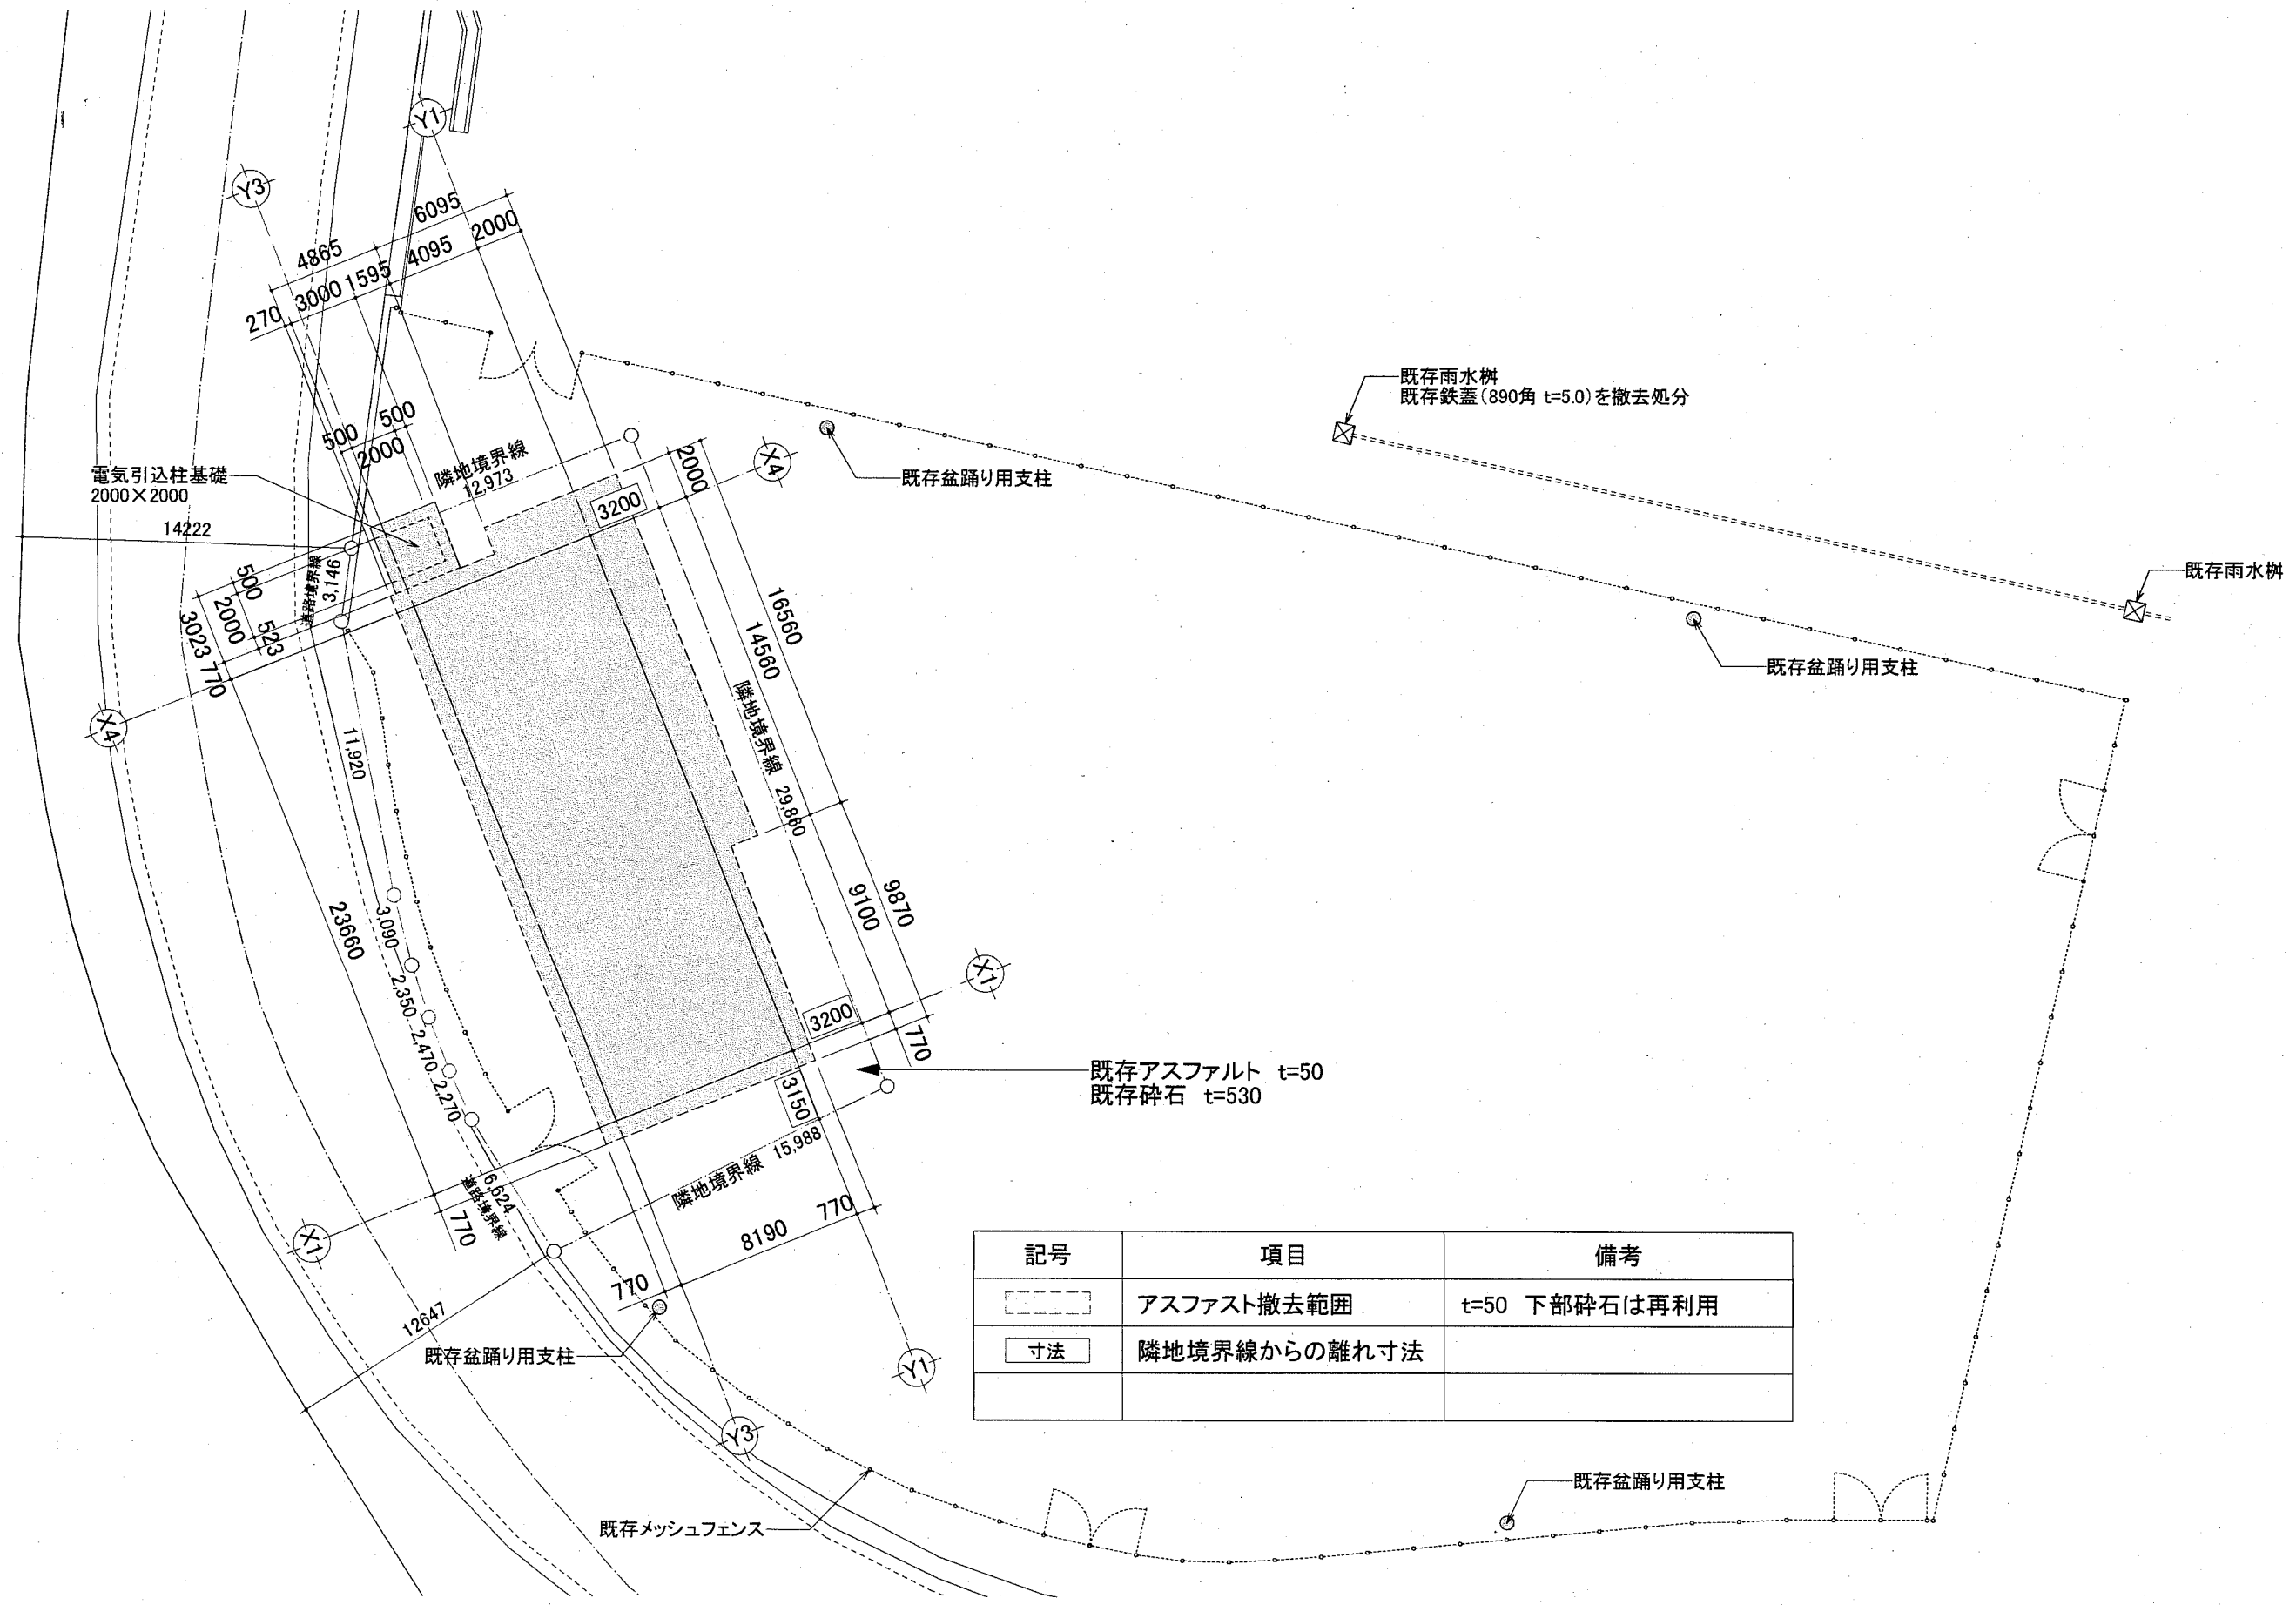 Y1
Y3
6095
4865
4095
2000
270
3000
1595
500
500
2000
隣地境界線
12,973
電気引込柱基礎
2000×2000
14222
道路境界線
3,146
500
2000
523
3023
770
X4
X4
3200
2000
16560
14560
隣地境界線 29,860
9100
9870
既存雨水桝
既存鉄蓋(890角 t=5.0)を撤去処分
既存盆踊り用支柱
既存雨水桝
既存盆踊り用支柱
11,920
23660
3,090
2,350
2,470
2,270
6,624
道路境界線
770
X1
X1
3200
770
3150
既存アスファルト t=50
既存砕石 t=530
隣地境界線 15,988
770
8190
770
12647
既存盆踊り用支柱
Y1
Y3
既存メッシュフェンス
既存盆踊り用支柱
記号 項目 備考
アスファスト撤去範囲 t=50 下部砕石は再利用
寸法 隣地境界線からの離れ寸法